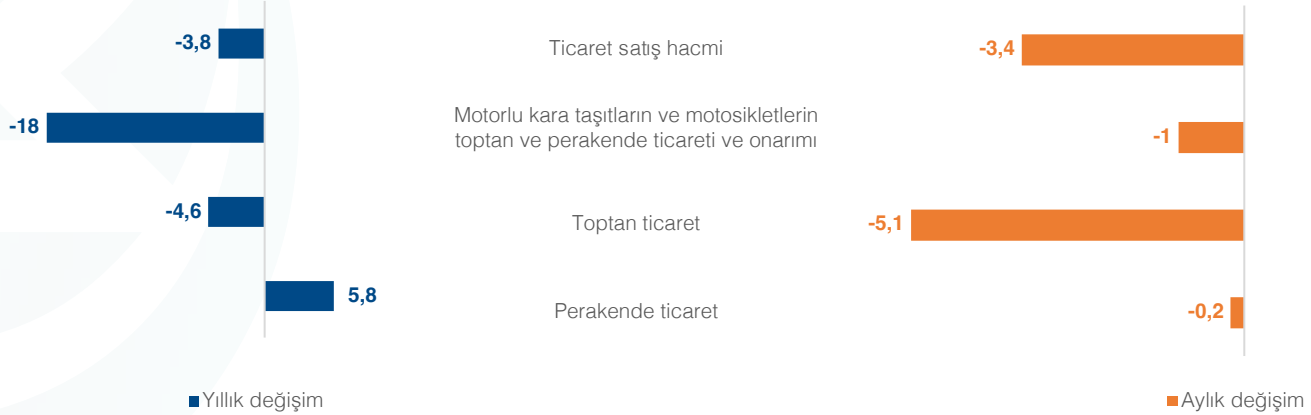 -3,8
Ticaret satış hacmi
-3,4
-18
Motorlu kara taşıtların ve motosikletlerin
toptan ve perakende ticareti ve onarımı
-1
-4,6
Toptan ticaret
-5,1
5,8
Perakende ticaret
-0,2
Yıllık değişim
Aylık değişim